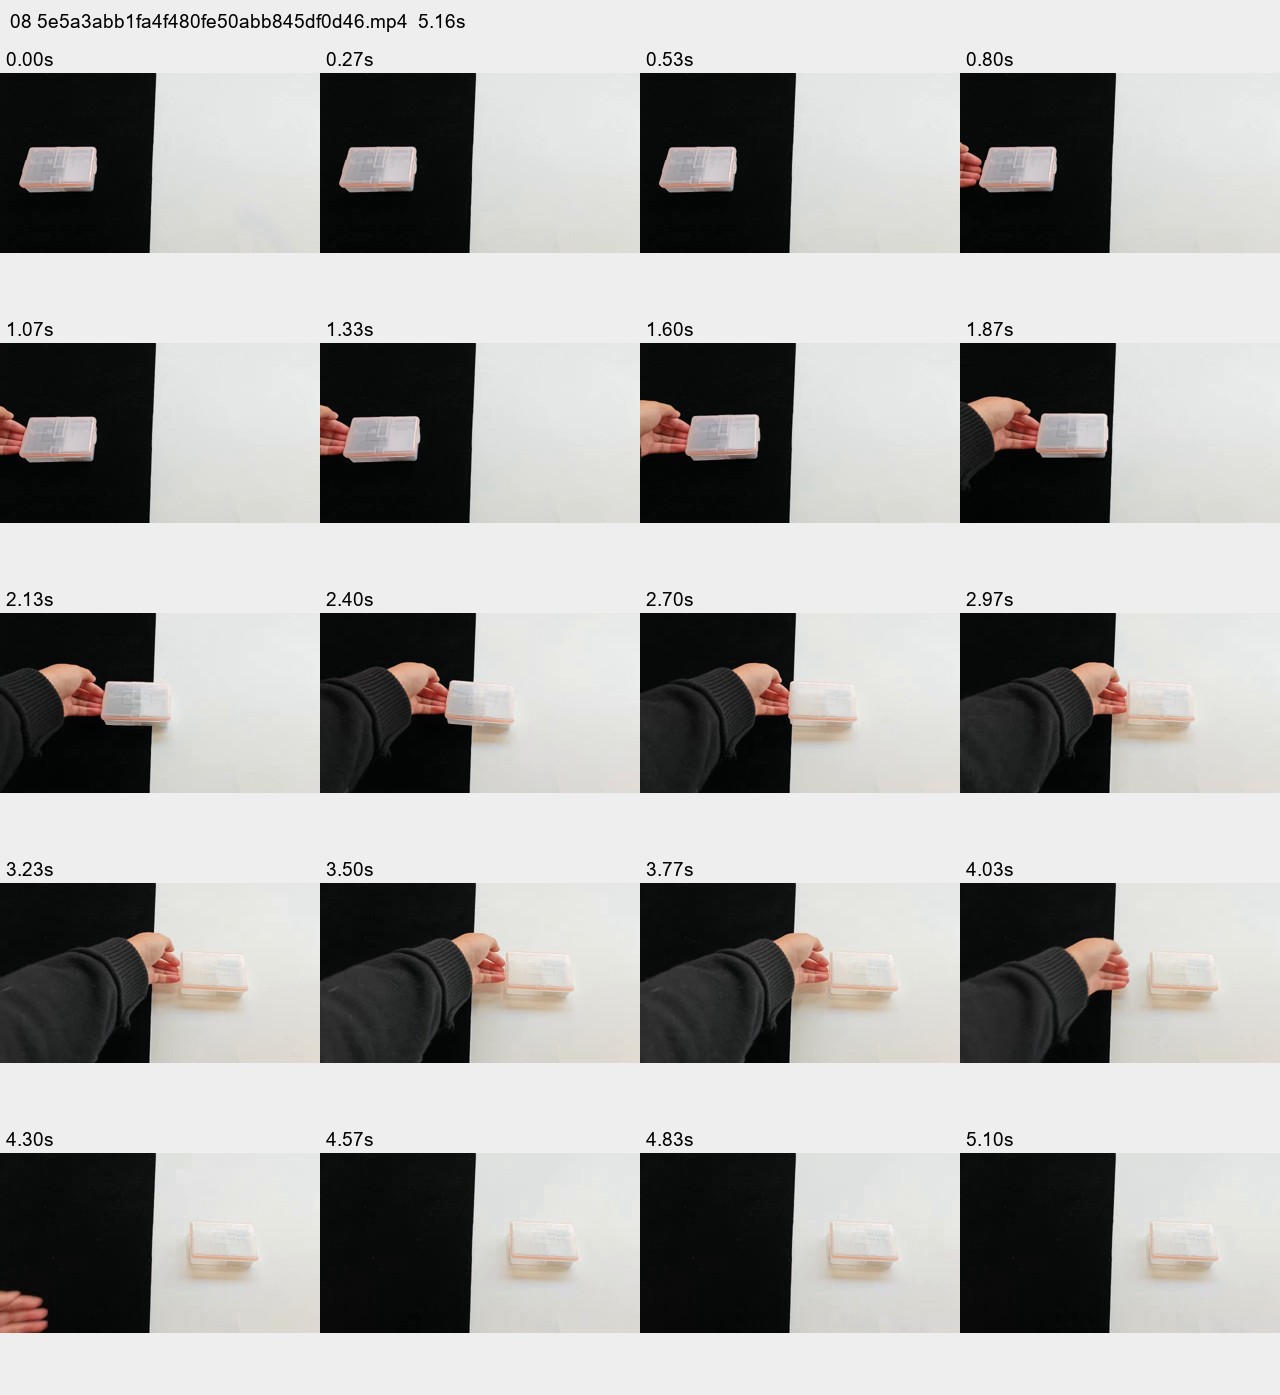 08 5e5a3abb1fa4f480fe50abb845df0d46.mp4 5.16s
0.00s 0.27s 0.53s 0.80s
1.07s 1.33s 1.60s 1.87s
2.13s 2.40s 2.70s 2.97s
3.23s 3.50s 3.77s 4.03s
4.30s 4.57s 4.83s 5.10s